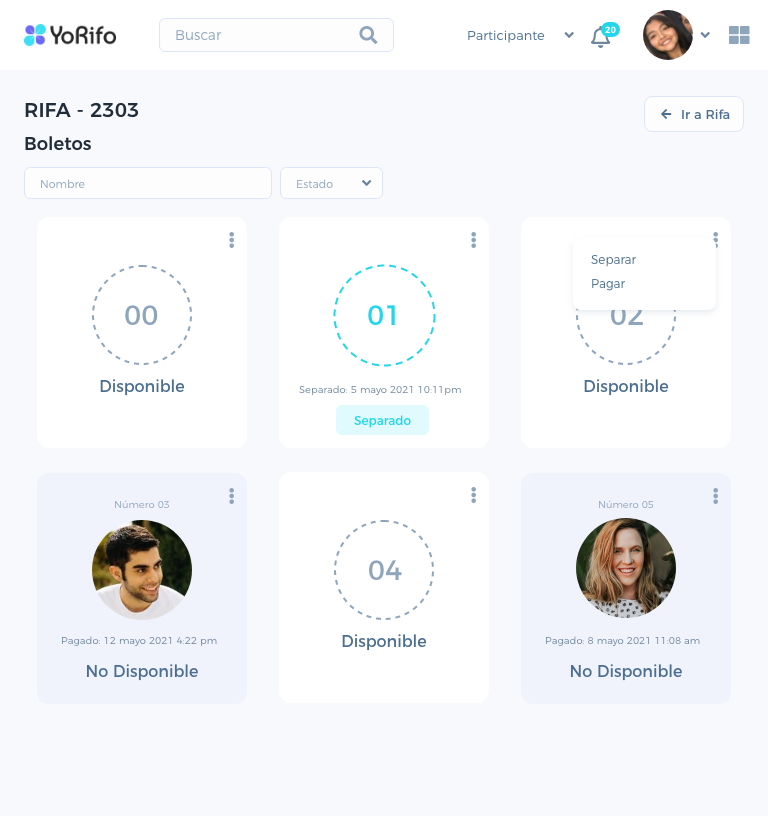 YoRifo
Buscar
Participante
20
RIFA - 2303
Ir a Rifa
Boletos
Nombre
Estado
00
Disponible
01
Separado: 5 mayo 2021 10:11pm
Separado
Separar
Pagar
02
Disponible
Número 03
Pagado: 12 mayo 2021 4:22 pm
No Disponible
04
Disponible
Número 05
Pagado: 8 mayo 2021 11:08 am
No Disponible